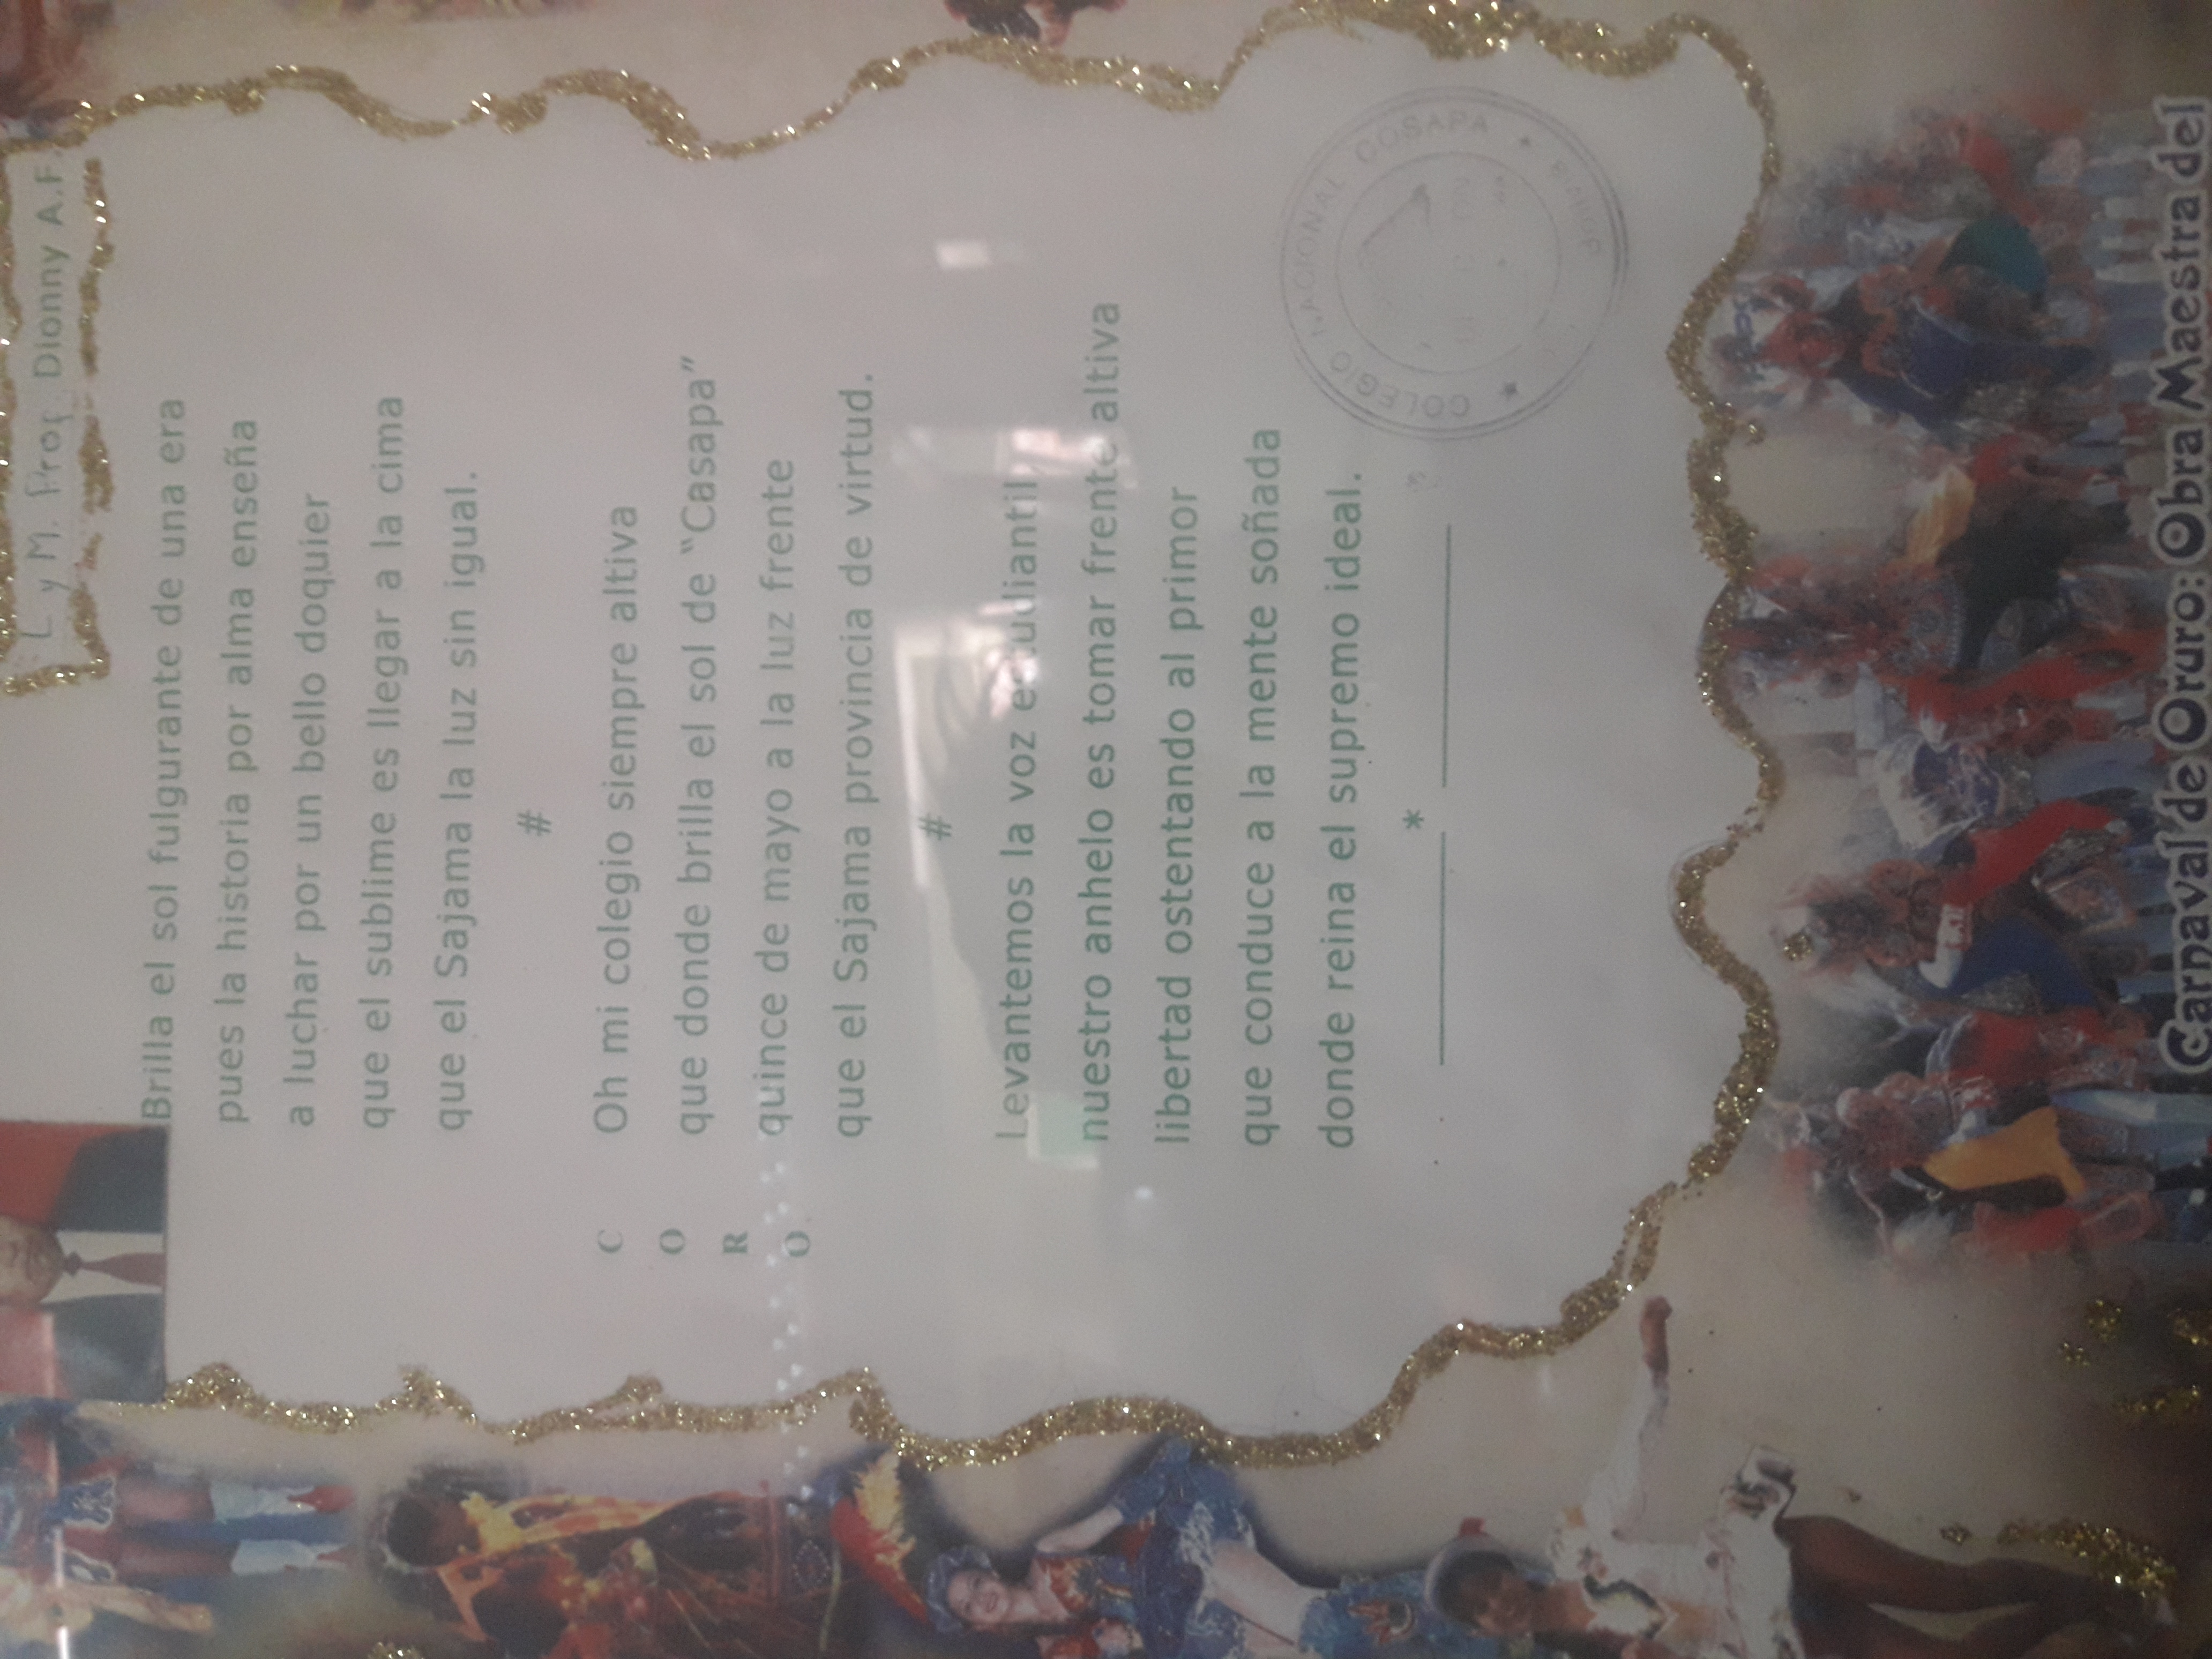 L y M. Prof. Dionny A.F.
Brilla el sol fulgurante de una era
pues la historia por alma enseña
a luchar por un bello doquier
que el sublime es llegar a la cima
que el Sajama la luz sin igual.
#
CORO
Oh mi colegio siempre altiva
que donde brilla el sol de “Casapa”
quince de mayo a la luz frente
que el Sajama provincia de virtud.
#
Levantemos la voz estudiantil
nuestro anhelo es tomar frente altiva
libertad ostentando al primor
que conduce a la mente soñada
donde reina el supremo ideal.
*
COLEGIO NACIONAL COSAPA
Carnaval de Oruro: Obra Maestra del